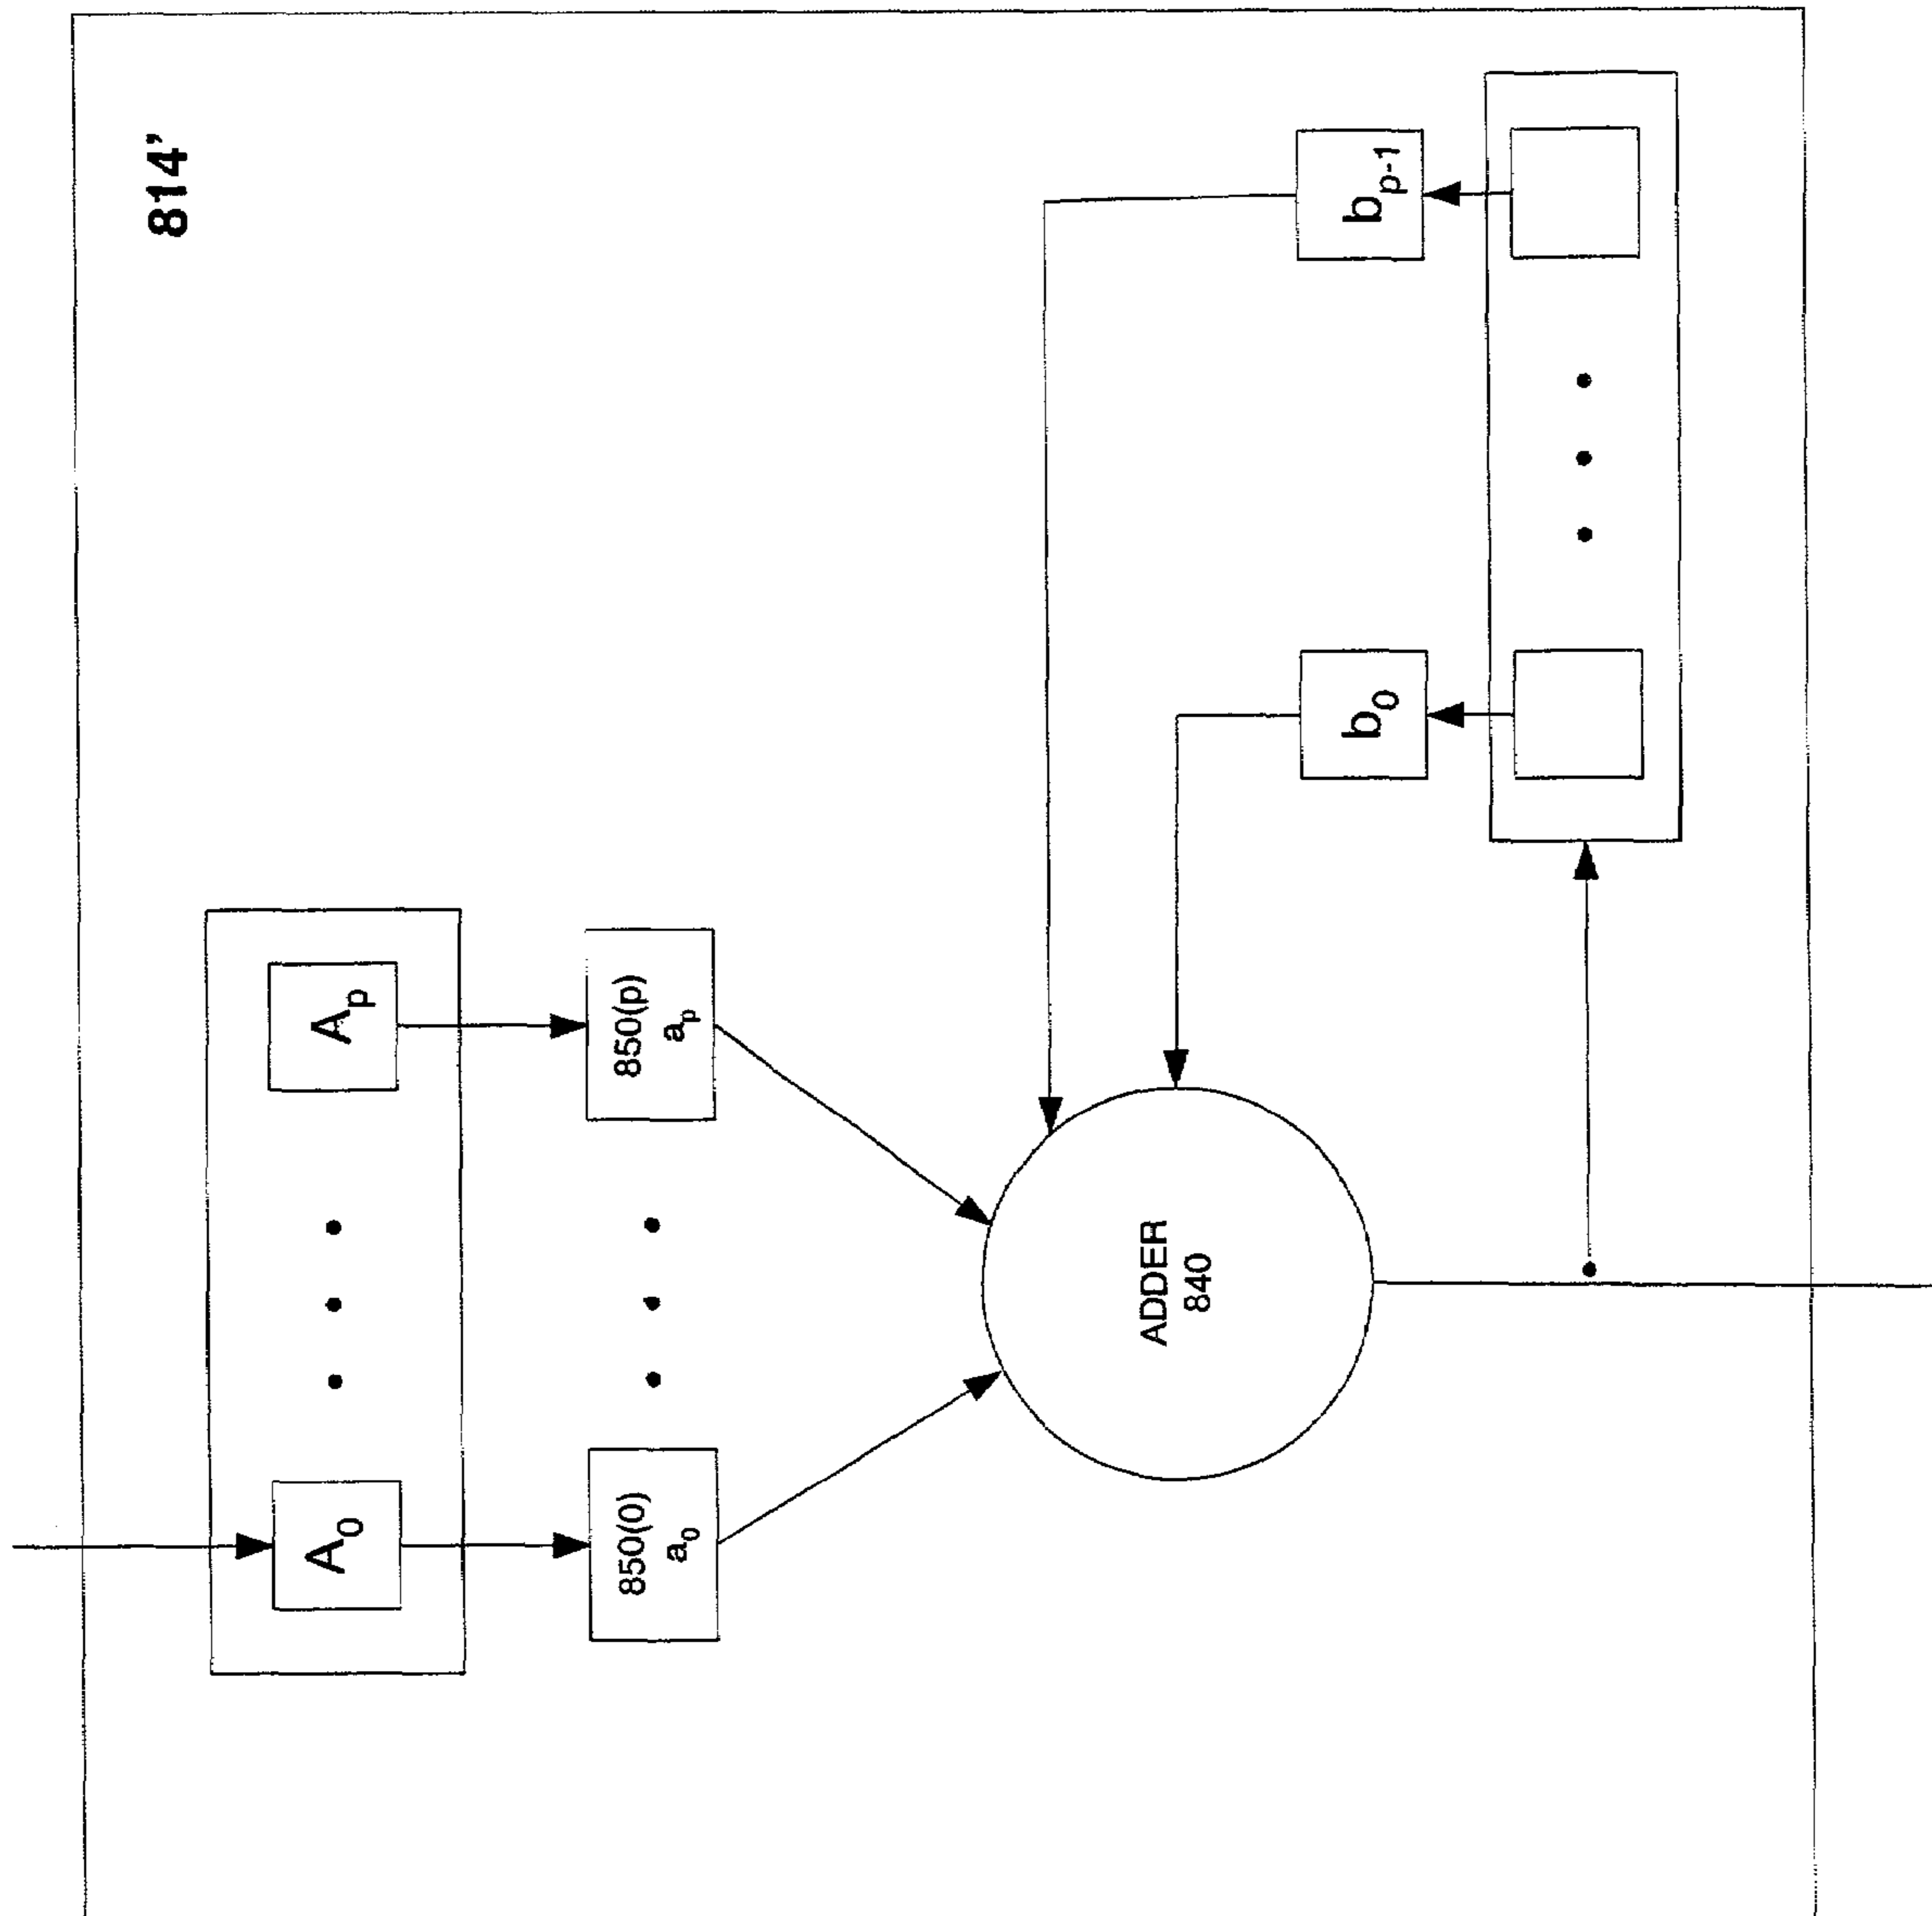 814'
A₀
Aₚ
850(0)
a₀
850(p)
aₚ
ADDER
840
b₀
bₚ₋₁